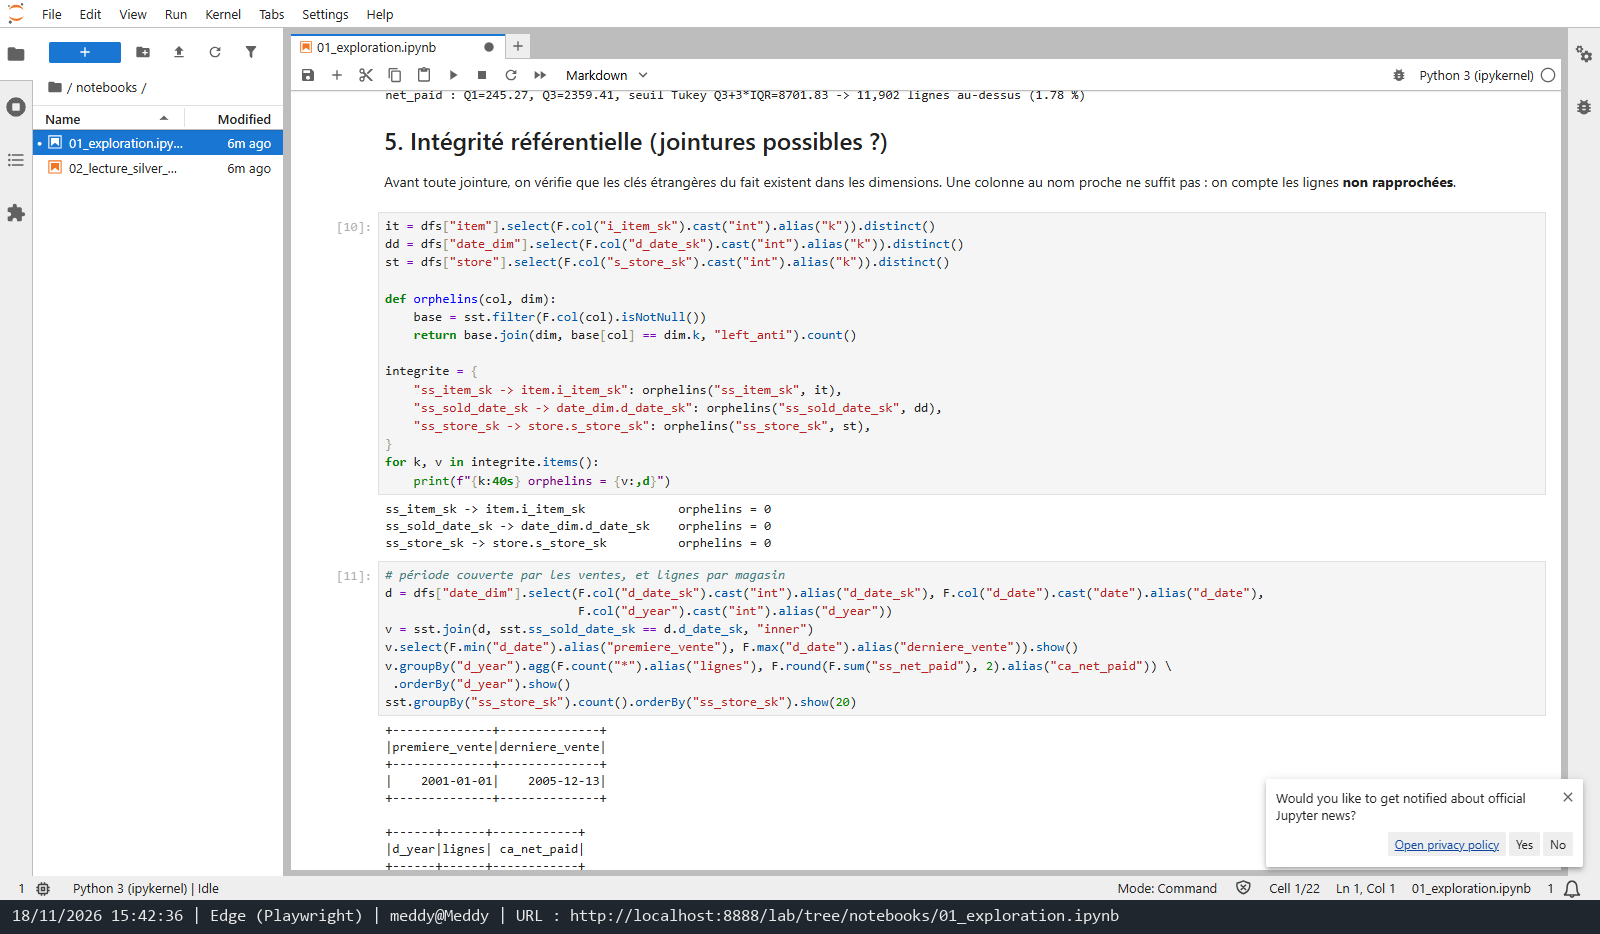 File Edit View Run Kernel Tabs Settings Help
/ notebooks /
Name Modified
01_exploration.ipy... 6m ago
02_lecture_silver_... 6m ago
01_exploration.ipynb
Markdown
Python 3 (ipykernel)
net_paid : Q1=245.27, Q3=2359.41, seuil Tukey Q3+3*IQR=8701.83 -> 11,902 lignes au-dessus (1.78 %)
5. Intégrité référentielle (jointures possibles ?)
Avant toute jointure, on vérifie que les clés étrangères du fait existent dans les dimensions. Une colonne au nom proche ne suffit pas : on compte les lignes non rapprochées.
[10]:
it = dfs["item"].select(F.col("i_item_sk").cast("int").alias("k")).distinct()
dd = dfs["date_dim"].select(F.col("d_date_sk").cast("int").alias("k")).distinct()
st = dfs["store"].select(F.col("s_store_sk").cast("int").alias("k")).distinct()
def orphelins(col, dim):
    base = sst.filter(F.col(col).isNotNull())
    return base.join(dim, base[col] == dim.k, "left_anti").count()
integrite = {
    "ss_item_sk -> item.i_item_sk": orphelins("ss_item_sk", it),
    "ss_sold_date_sk -> date_dim.d_date_sk": orphelins("ss_sold_date_sk", dd),
    "ss_store_sk -> store.s_store_sk": orphelins("ss_store_sk", st),
}
for k, v in integrite.items():
    print(f"{k:40s} orphelins = {v:,d}")
ss_item_sk -> item.i_item_sk             orphelins = 0
ss_sold_date_sk -> date_dim.d_date_sk    orphelins = 0
ss_store_sk -> store.s_store_sk          orphelins = 0
[11]:
# période couverte par les ventes, et lignes par magasin
d = dfs["date_dim"].select(F.col("d_date_sk").cast("int").alias("d_date_sk"), F.col("d_date").cast("date").alias("d_date"),
                           F.col("d_year").cast("int").alias("d_year"))
v = sst.join(d, sst.ss_sold_date_sk == d.d_date_sk, "inner")
v.select(F.min("d_date").alias("premiere_vente"), F.max("d_date").alias("derniere_vente")).show()
v.groupBy("d_year").agg(F.count("*").alias("lignes"), F.round(F.sum("ss_net_paid"), 2).alias("ca_net_paid")) \
 .orderBy("d_year").show()
sst.groupBy("ss_store_sk").count().orderBy("ss_store_sk").show(20)
+--------------+--------------+
|premiere_vente|derniere_vente|
+--------------+--------------+
|    2001-01-01|    2005-12-13|
+--------------+--------------+
+------+------+------------+
|d_year|lignes| ca_net_paid|
+------+------+------------+
Would you like to get notified about official
Jupyter news?
Open privacy policy Yes No
1 Python 3 (ipykernel) | Idle Mode: Command Cell 1/22 Ln 1, Col 1 01_exploration.ipynb 1
18/11/2026 15:42:36 | Edge (Playwright) | meddy@Meddy | URL : http://localhost:8888/lab/tree/notebooks/01_exploration.ipynb